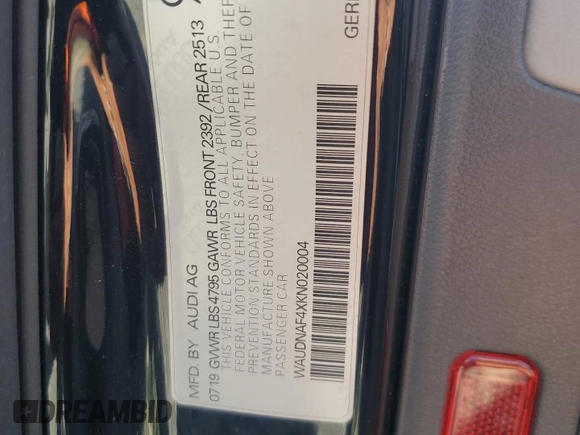 MFD. BY AUDI AG
0719 GVWR LBS 4795 GAWR LBS FRONT 2392 /REAR 2513
THIS VEHICLE CONFORMS TO ALL APPLICABLE U.S.
FEDERAL MOTOR VEHICLE SAFETY, BUMPER AND THEF
PREVENTION STANDARDS IN EFFECT ON THE DATE OF
MANUFACTURE SHOWN ABOVE
PASSENGER CAR
WAUDNAF4XKN020004
GER
DREAMBID